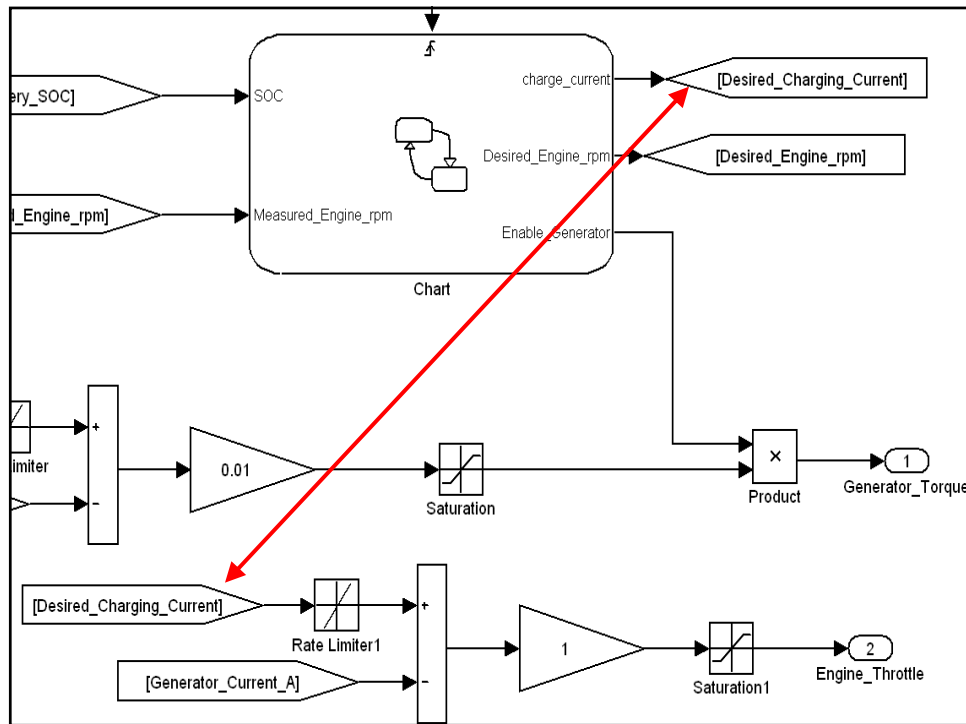 charge_current
[Desired_Charging_Current]
ery_SOC]
SOC
Desired_Engine_rpm
[Desired_Engine_rpm]
d_Engine_rpm]
Measured_Engine_rpm
Enable_Generator
Chart
+
imiter
0.01
−
Saturation
×
Product
1
Generator_Torque
[Desired_Charging_Current]
Rate Limiter1
+
[Generator_Current_A]
−
1
Saturation1
2
Engine_Throttle